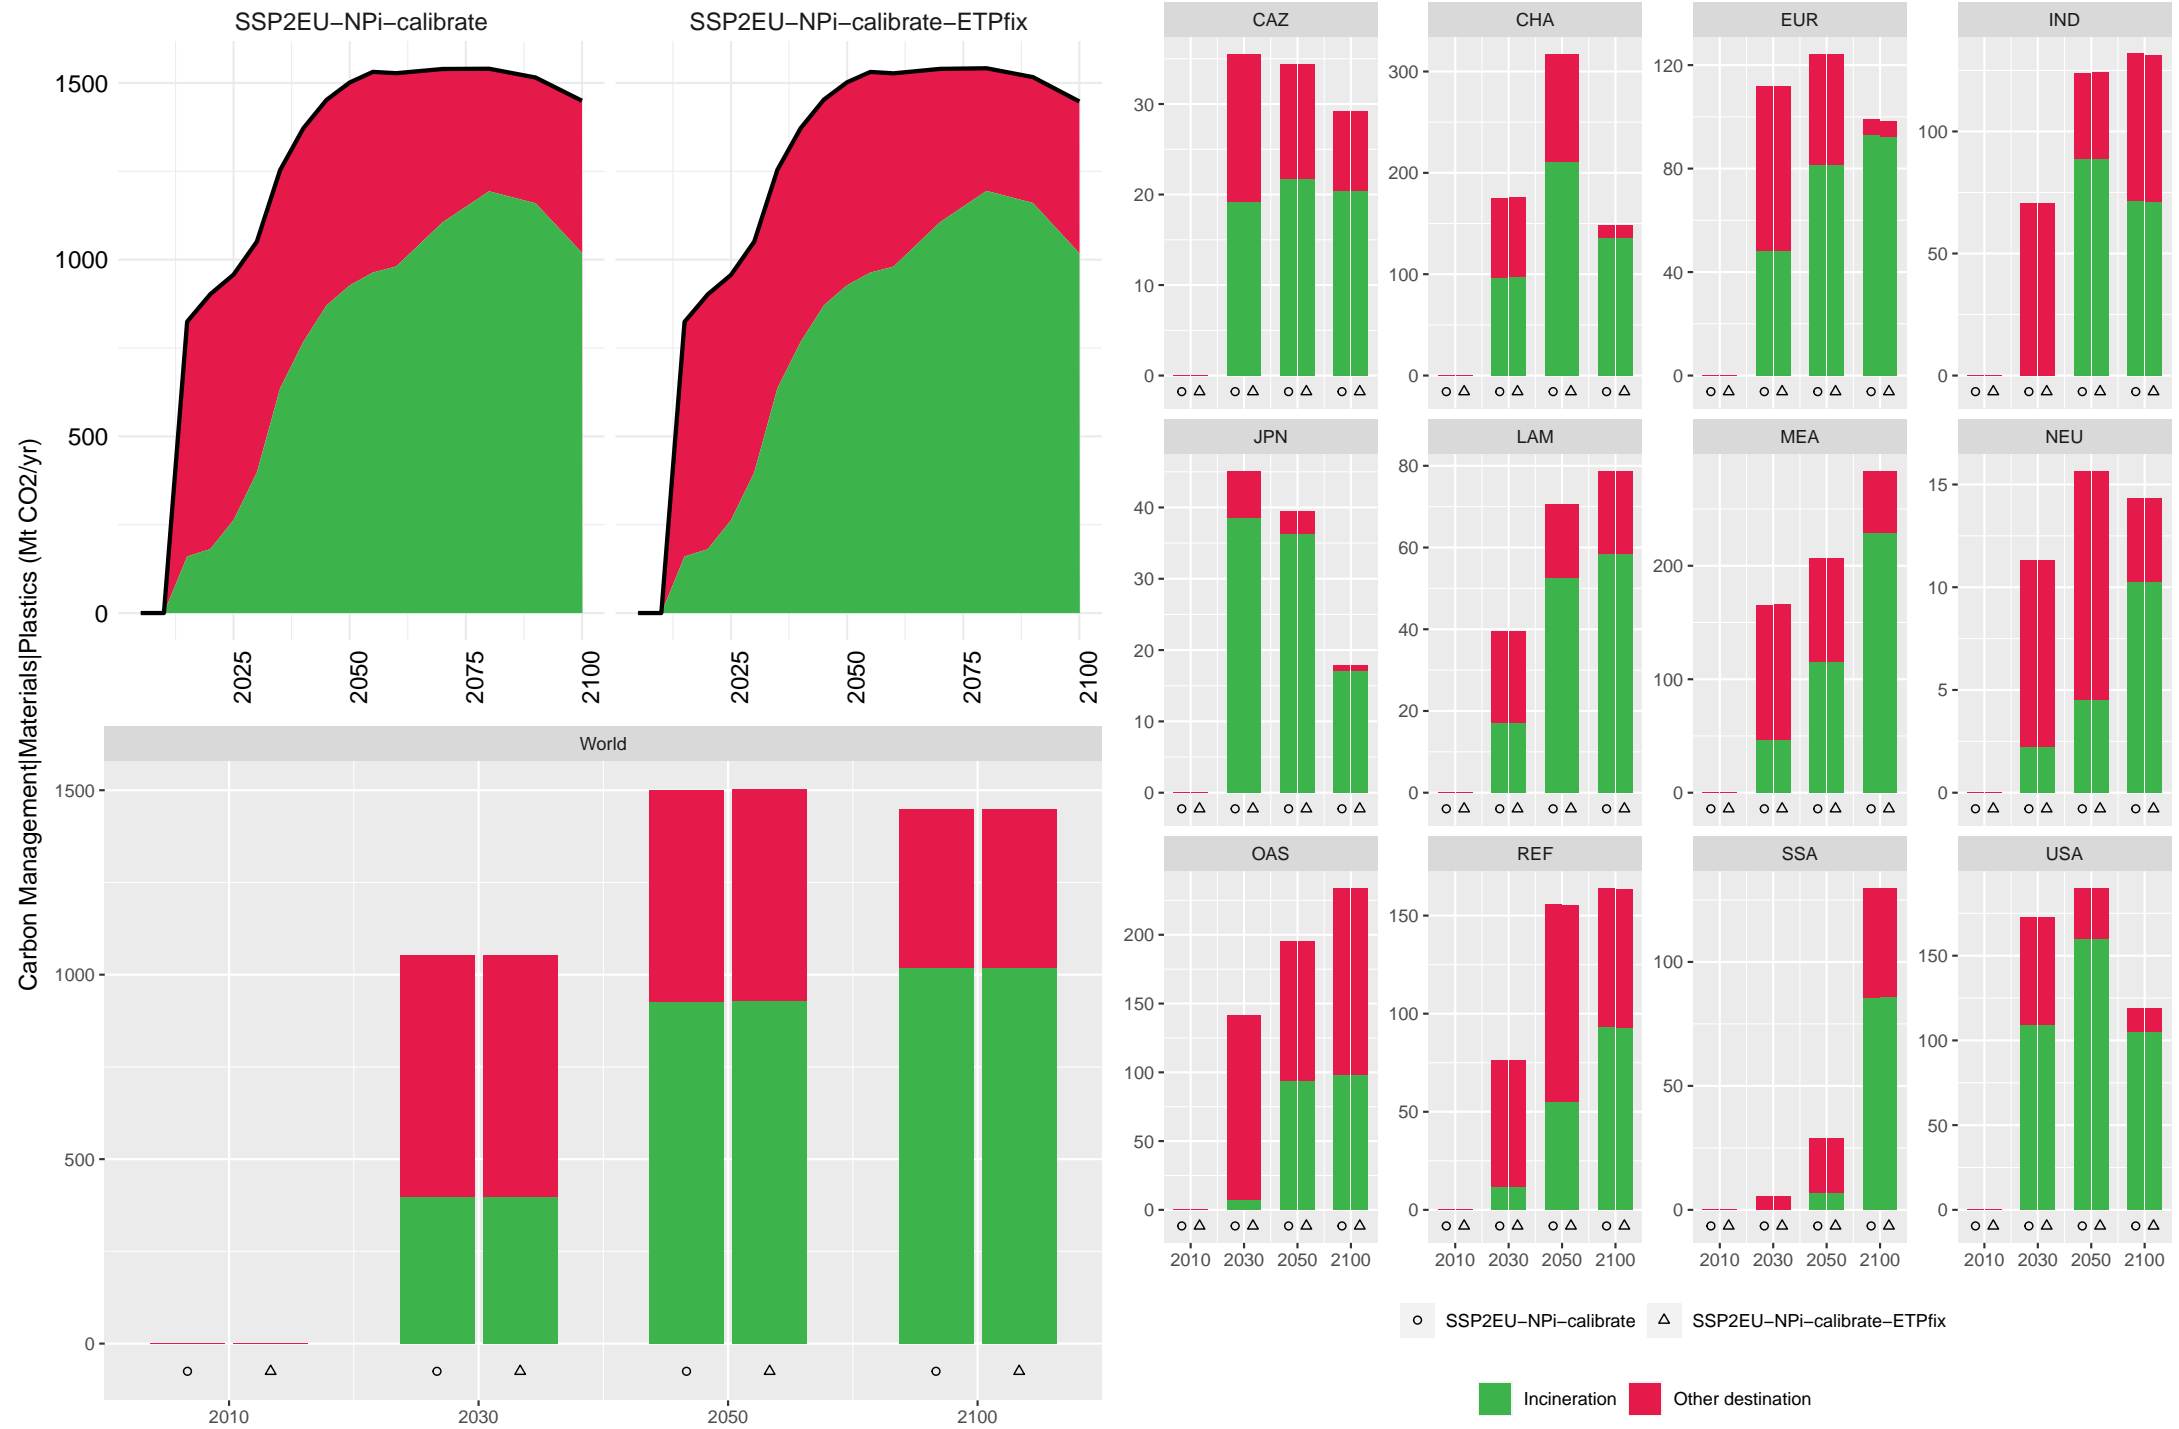 SSP2EU−NPi−calibrate
SSP2EU−NPi−calibrate−ETPfix
1500
1000
500
0
2025
2050
2075
2100
2025
2050
2075
2100
Carbon Management|Materials|Plastics (Mt CO2/yr)
World
1500
1000
500
0
2010
2030
2050
2100
CAZ
30
20
10
0
CHA
300
200
100
0
EUR
120
80
40
0
IND
100
50
0
JPN
40
30
20
10
0
LAM
80
60
40
20
0
MEA
200
100
0
NEU
15
10
5
0
OAS
200
150
100
50
0
2010 2030 2050 2100
REF
150
100
50
0
2010 2030 2050 2100
SSA
100
50
0
2010 2030 2050 2100
USA
150
100
50
0
2010 2030 2050 2100
SSP2EU−NPi−calibrate
SSP2EU−NPi−calibrate−ETPfix
Incineration
Other destination